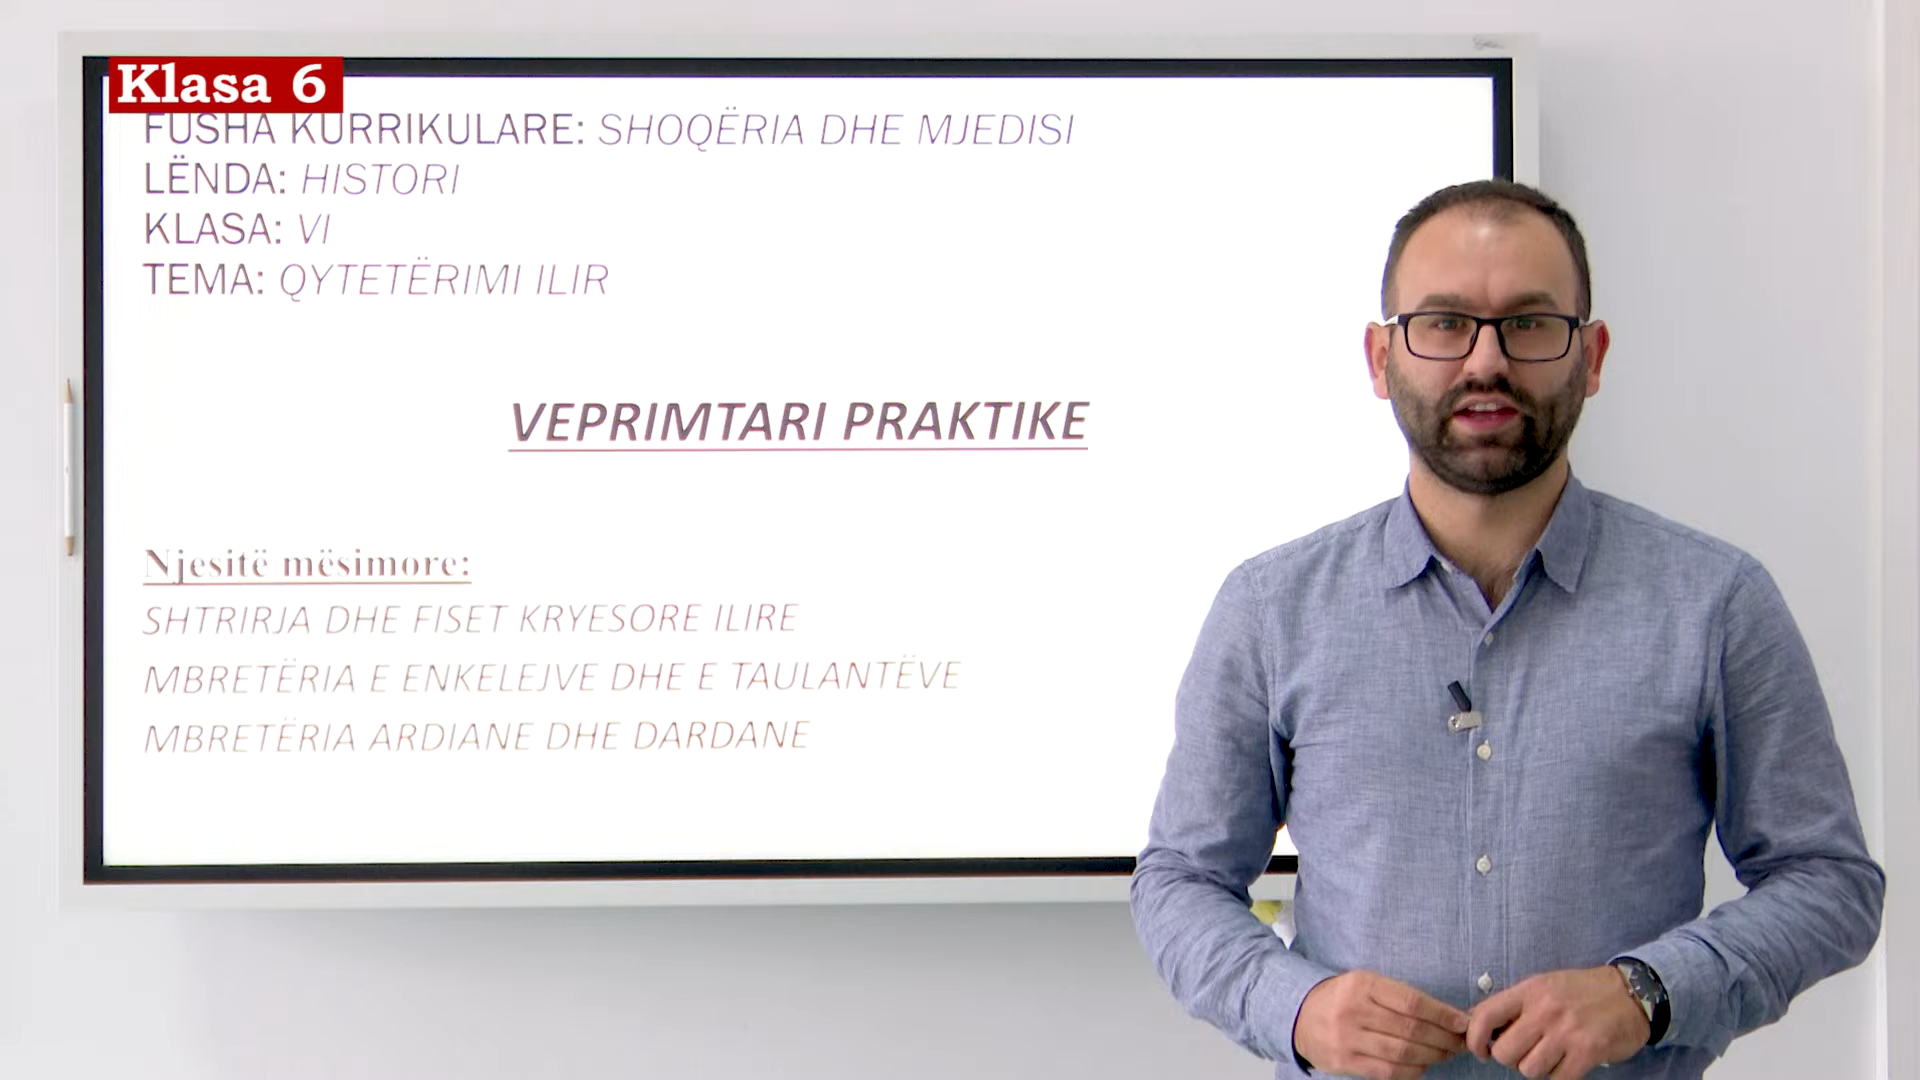 Klasa 6
FUSHA KURRIKULARE: SHOQËRIA DHE MJEDISI
LËNDA: HISTORI
KLASA: VI
TEMA: QYTETËRIMI ILIR
VEPRIMTARI PRAKTIKE
Njesitë mësimore:
SHTRIRJA DHE FISET KRYESORE ILIRE
MBRETËRIA E ENKELEJVE DHE E TAULANTËVE
MBRETËRIA ARDIANE DHE DARDANE